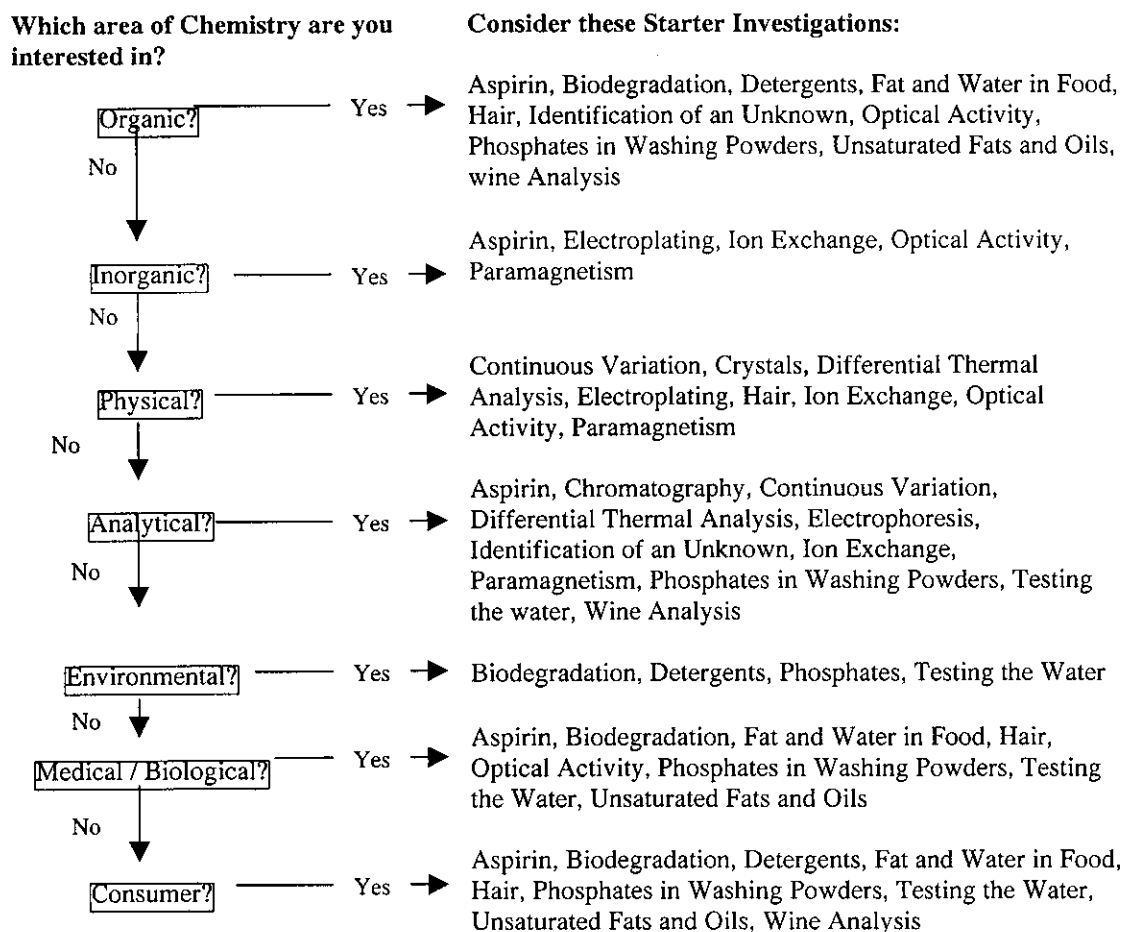 Which area of Chemistry are you
interested in?
Consider these Starter Investigations:
Organic?
Yes
Aspirin, Biodegradation, Detergents, Fat and Water in Food,
Hair, Identification of an Unknown, Optical Activity,
Phosphates in Washing Powders, Unsaturated Fats and Oils,
wine Analysis
No
Inorganic?
Yes
Aspirin, Electroplating, Ion Exchange, Optical Activity,
Paramagnetism
No
Physical?
Yes
Continuous Variation, Crystals, Differential Thermal
Analysis, Electroplating, Hair, Ion Exchange, Optical
Activity, Paramagnetism
No
Analytical?
Yes
Aspirin, Chromatography, Continuous Variation,
Differential Thermal Analysis, Electrophoresis,
Identification of an Unknown, Ion Exchange,
Paramagnetism, Phosphates in Washing Powders, Testing
the water, Wine Analysis
No
Environmental?
Yes
Biodegradation, Detergents, Phosphates, Testing the Water
No
Medical / Biological?
Yes
Aspirin, Biodegradation, Fat and Water in Food, Hair,
Optical Activity, Phosphates in Washing Powders, Testing
the Water, Unsaturated Fats and Oils
No
Consumer?
Yes
Aspirin, Biodegradation, Detergents, Fat and Water in Food,
Hair, Phosphates in Washing Powders, Testing the Water,
Unsaturated Fats and Oils, Wine Analysis